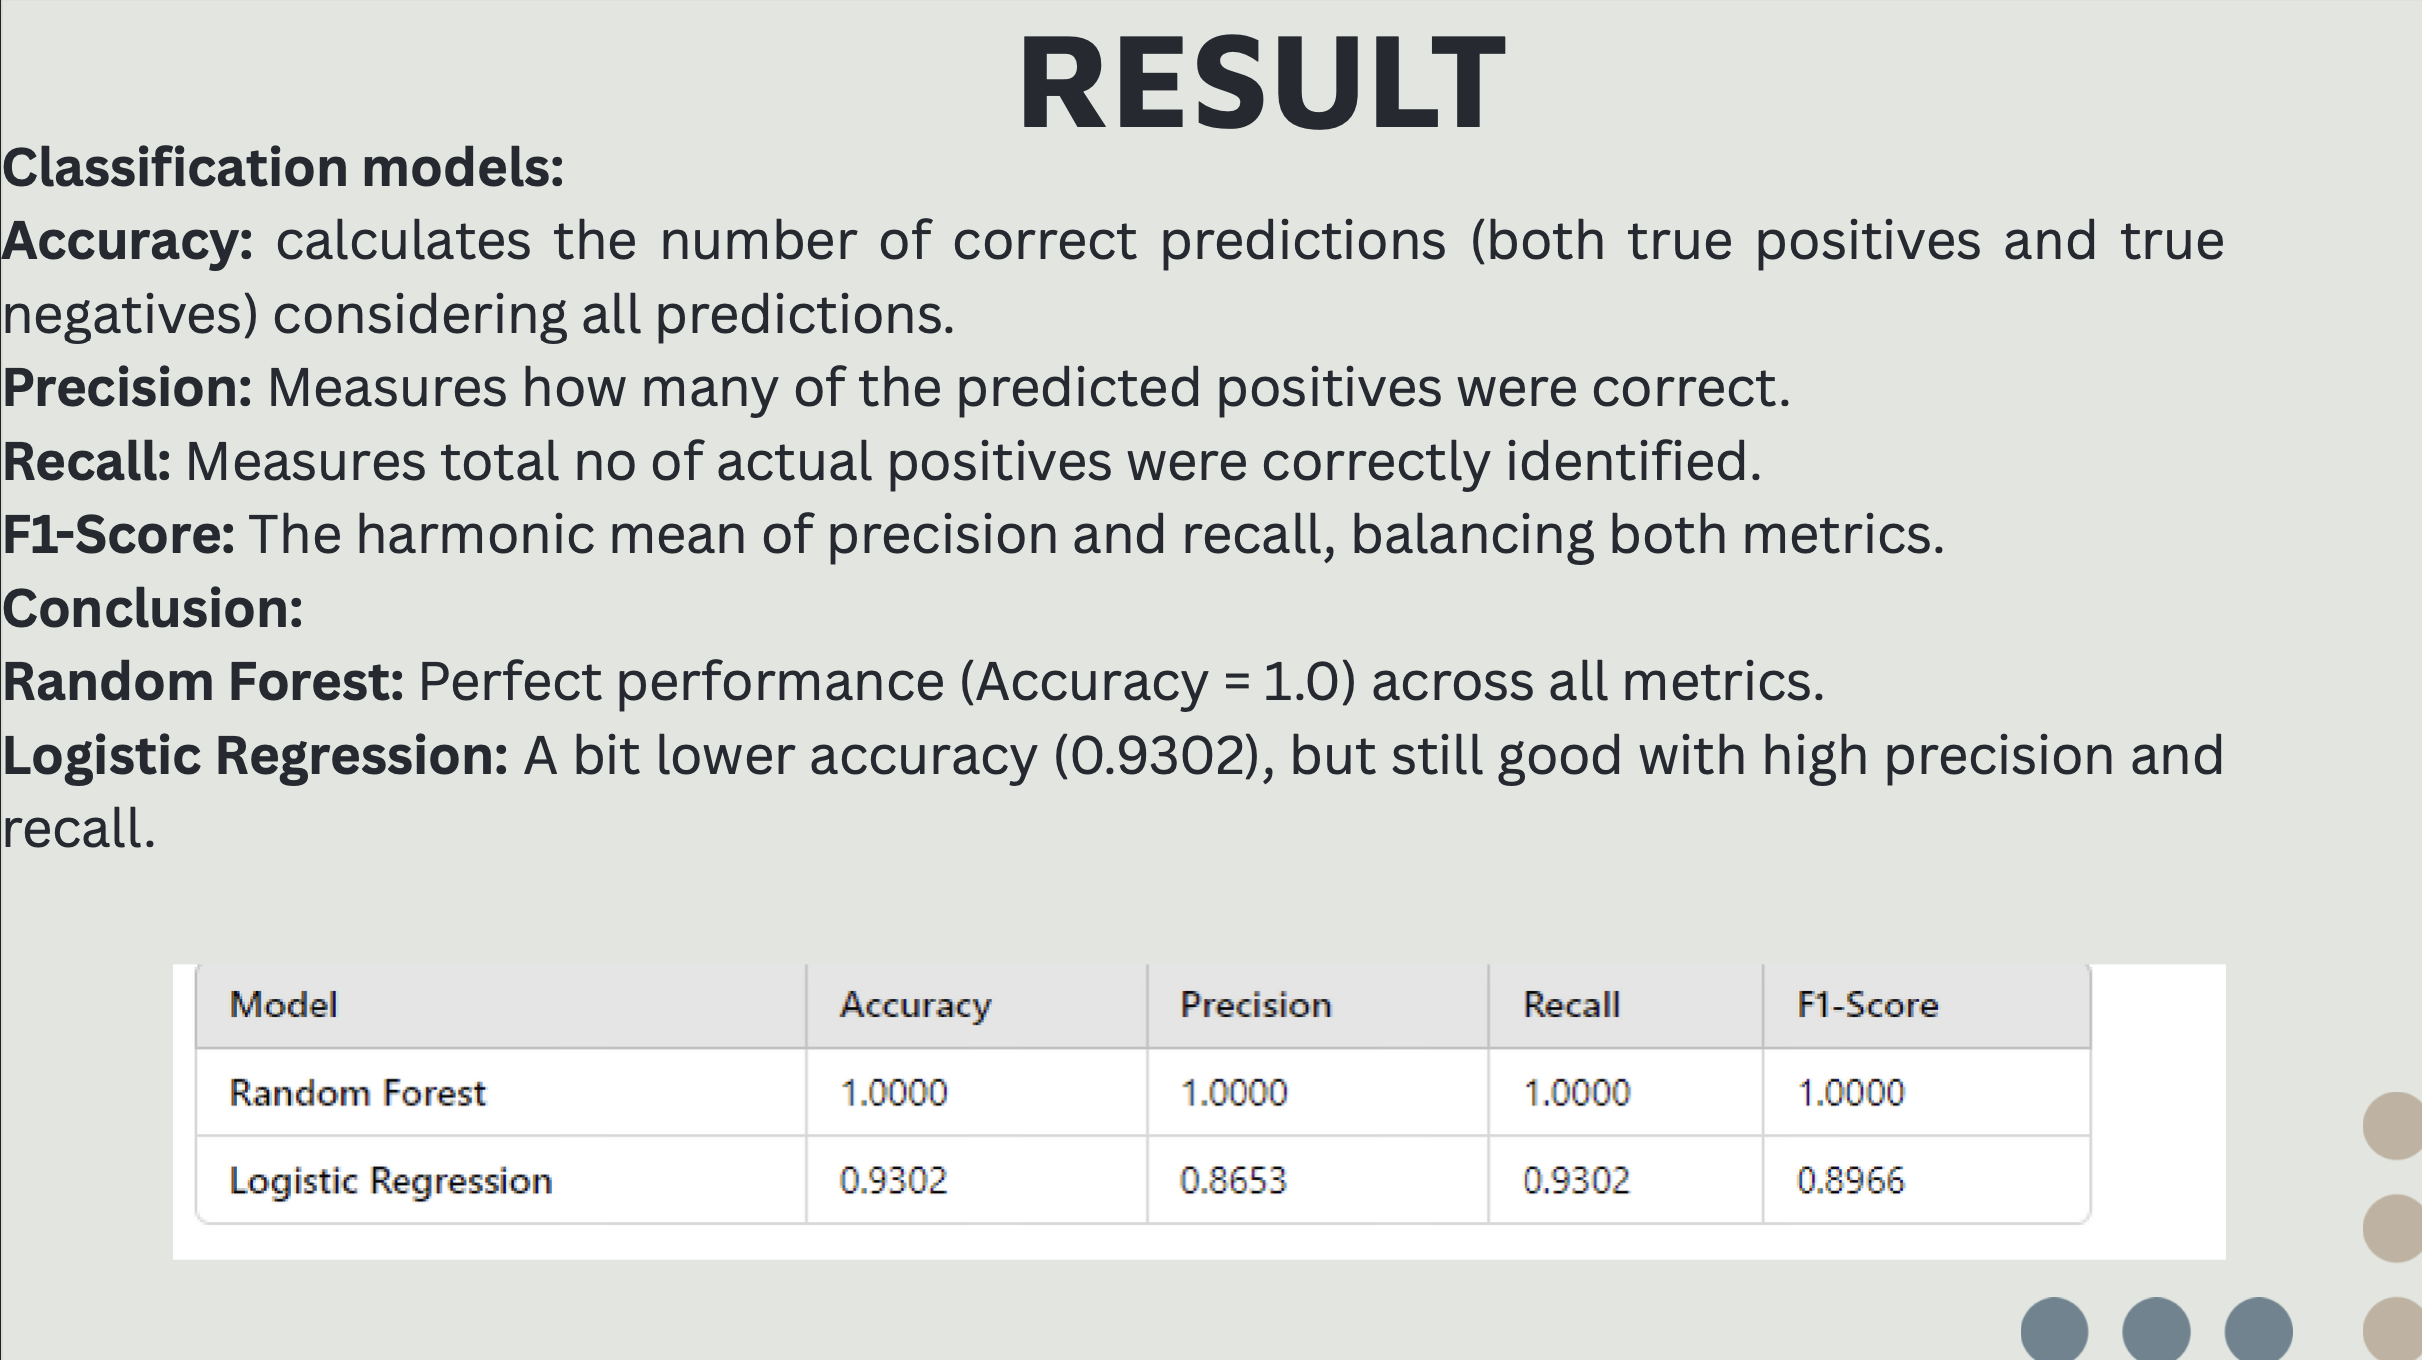 RESULT
Classification models:
Accuracy: calculates the number of correct predictions (both true positives and true
negatives) considering all predictions.
Precision: Measures how many of the predicted positives were correct.
Recall: Measures total no of actual positives were correctly identified.
F1-Score: The harmonic mean of precision and recall, balancing both metrics.
Conclusion:
Random Forest: Perfect performance (Accuracy = 1.0) across all metrics.
Logistic Regression: A bit lower accuracy (0.9302), but still good with high precision and
recall.
Model Accuracy Precision Recall F1-Score
Random Forest 1.0000 1.0000 1.0000 1.0000
Logistic Regression 0.9302 0.8653 0.9302 0.8966